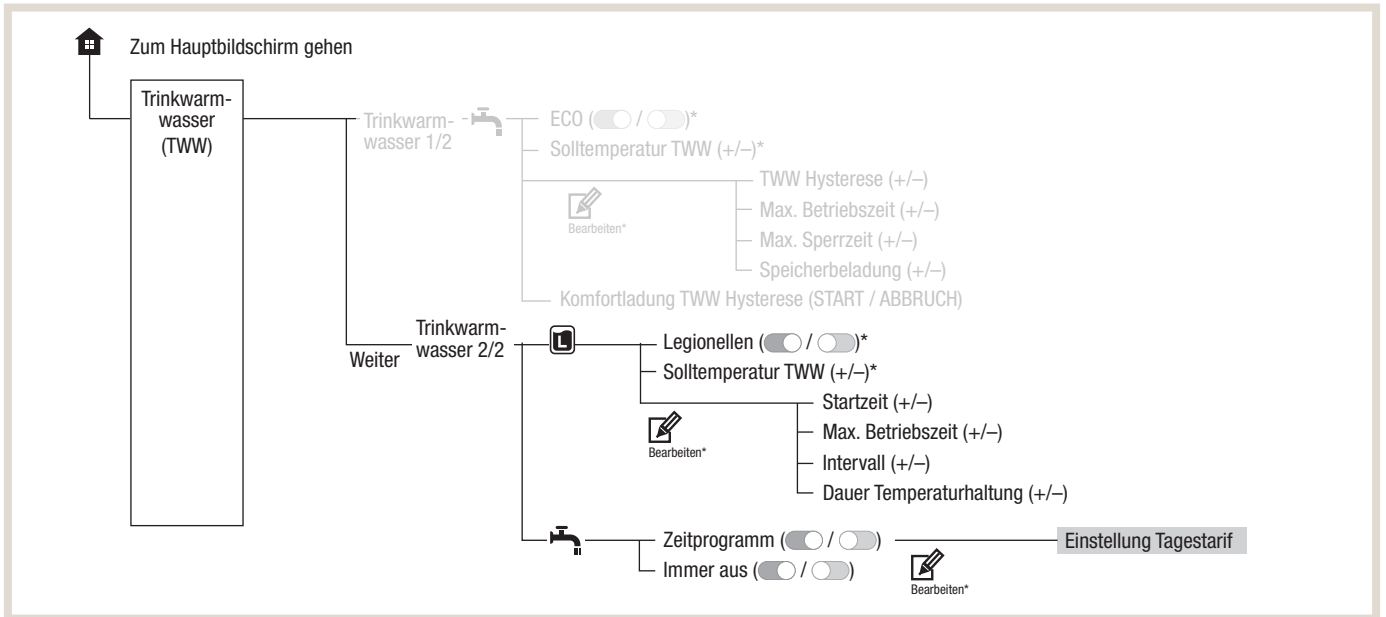 Zum Hauptbildschirm gehen
Trinkwarm-
wasser
(TWW)
Trinkwarm-
wasser 1/2
ECO ( / )*
Solltemperatur TWW (+/–)*
Bearbeiten*
TWW Hysterese (+/–)
Max. Betriebszeit (+/–)
Max. Sperrzeit (+/–)
Speicherbeladung (+/–)
Komfortladung TWW Hysterese (START / ABBRUCH)
Weiter
Trinkwarm-
wasser 2/2
L
Legionellen ( / )*
Solltemperatur TWW (+/–)*
Bearbeiten*
Startzeit (+/–)
Max. Betriebszeit (+/–)
Intervall (+/–)
Dauer Temperaturhaltung (+/–)
Zeitprogramm ( / )
Immer aus ( / )
Bearbeiten*
Einstellung Tagestarif